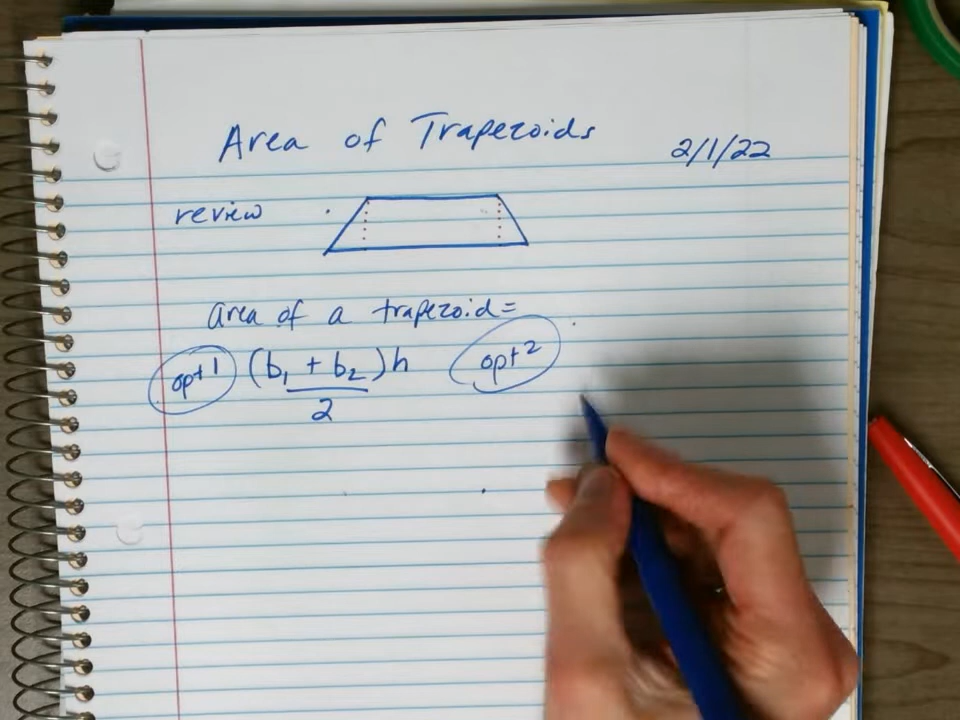 Area of Trapezoids
2/1/22
review
area of a trapezoid=
opt 1 (b₁ + b₂)h opt 2
2